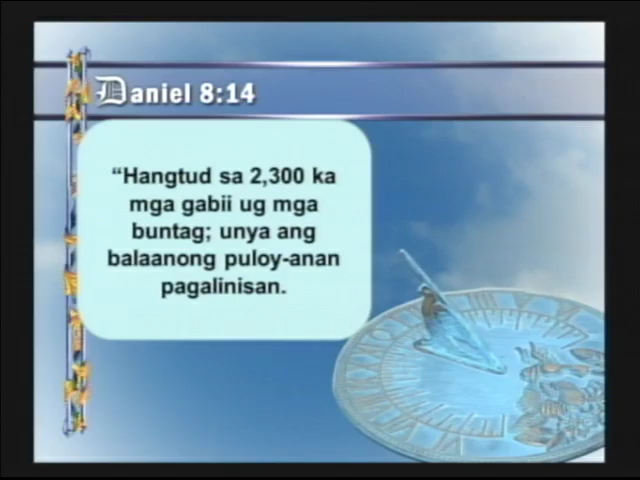 Daniel 8:14
“Hangtud sa 2,300 ka
mga gabii ug mga
buntag; unya ang
balaanong puloy-anan
pagalinisan.